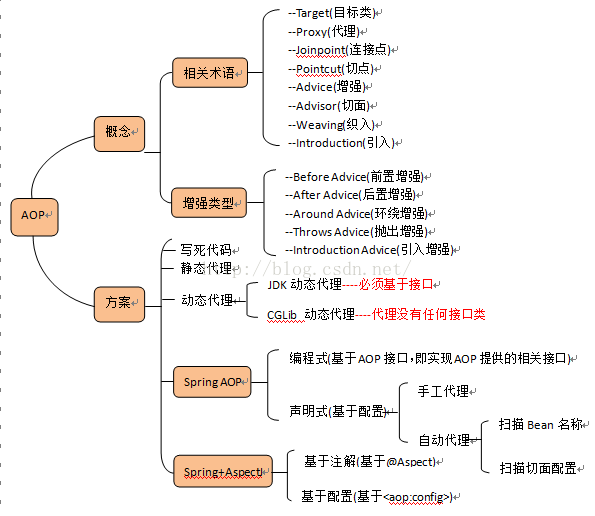 AOP
概念
相关术语
--Target(目标类)
--Proxy(代理)
--Joinpoint(连接点)
--Pointcut(切点)
--Advice(增强)
--Advisor(切面)
--Weaving(织入)
--Introduction(引入)
增强类型
--Before Advice(前置增强)
--After Advice(后置增强)
--Around Advice(环绕增强)
--Throws Advice(抛出增强)
--Introduction Advice(引入增强)
方案
写死代码
静态代理
动态代理
JDK 动态代理----必须基于接口
CGLib 动态代理----代理没有任何接口类
Spring AOP
编程式(基于AOP 接口,即实现AOP 提供的相关接口)
声明式(基于配置)
手工代理
自动代理
扫描 Bean 名称
扫描切面配置
Spring+AspectJ
基于注解(基于@Aspect)
基于配置(基于<aop:config>)
http://blog.csdn.net/